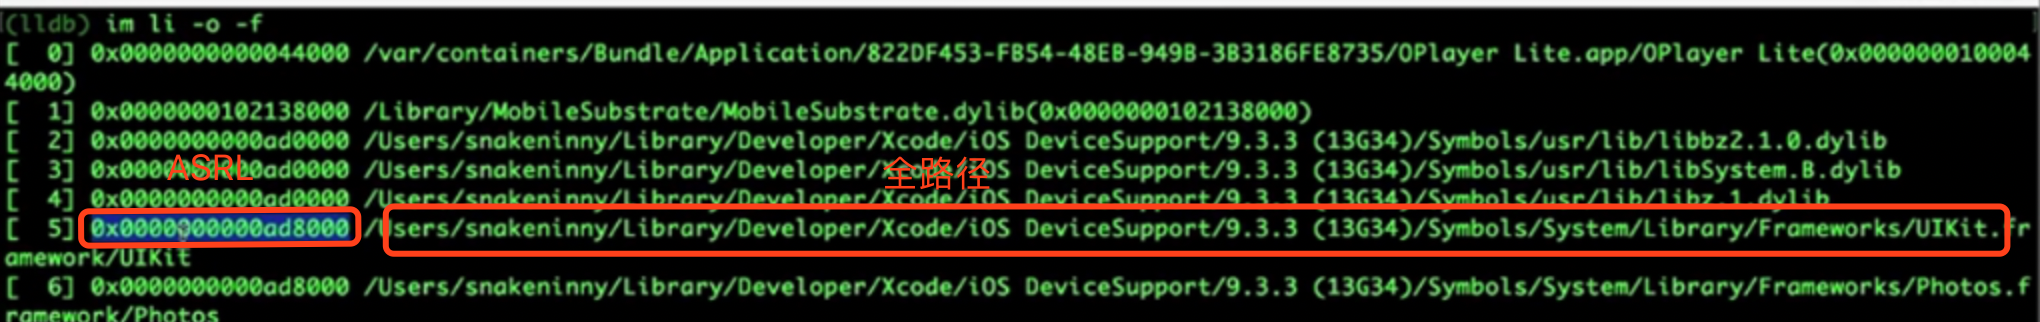 (lldb) im li -o -f
[  0] 0x0000000000044000 /var/containers/Bundle/Application/822DF453-FB54-48EB-949B-3B3186FE8735/OPlayer Lite.app/OPlayer Lite(0x000000010004
4000)
[  1] 0x0000000102138000 /Library/MobileSubstrate/MobileSubstrate.dylib(0x0000000102138000)
[  2] 0x0000000000ad0000 /Users/snakeninny/Library/Developer/Xcode/iOS DeviceSupport/9.3.3 (13G34)/Symbols/usr/lib/libbz2.1.0.dylib
ASRL
全路径
[  3] 0x0000000000ad0000 /Users/snakeninny/Library/Developer/Xcode/iOS DeviceSupport/9.3.3 (13G34)/Symbols/usr/lib/libSystem.B.dylib
[  4] 0x0000000000ad0000 /Users/snakeninny/Library/Developer/Xcode/iOS DeviceSupport/9.3.3 (13G34)/Symbols/usr/lib/libz.1.dylib
[  5] 0x0000000000ad8000 /Users/snakeninny/Library/Developer/Xcode/iOS DeviceSupport/9.3.3 (13G34)/Symbols/System/Library/Frameworks/UIKit.fr
amework/UIKit
[  6] 0x0000000000ad8000 /Users/snakeninny/Library/Developer/Xcode/iOS DeviceSupport/9.3.3 (13G34)/Symbols/System/Library/Frameworks/Photos.f
ramework/Photos